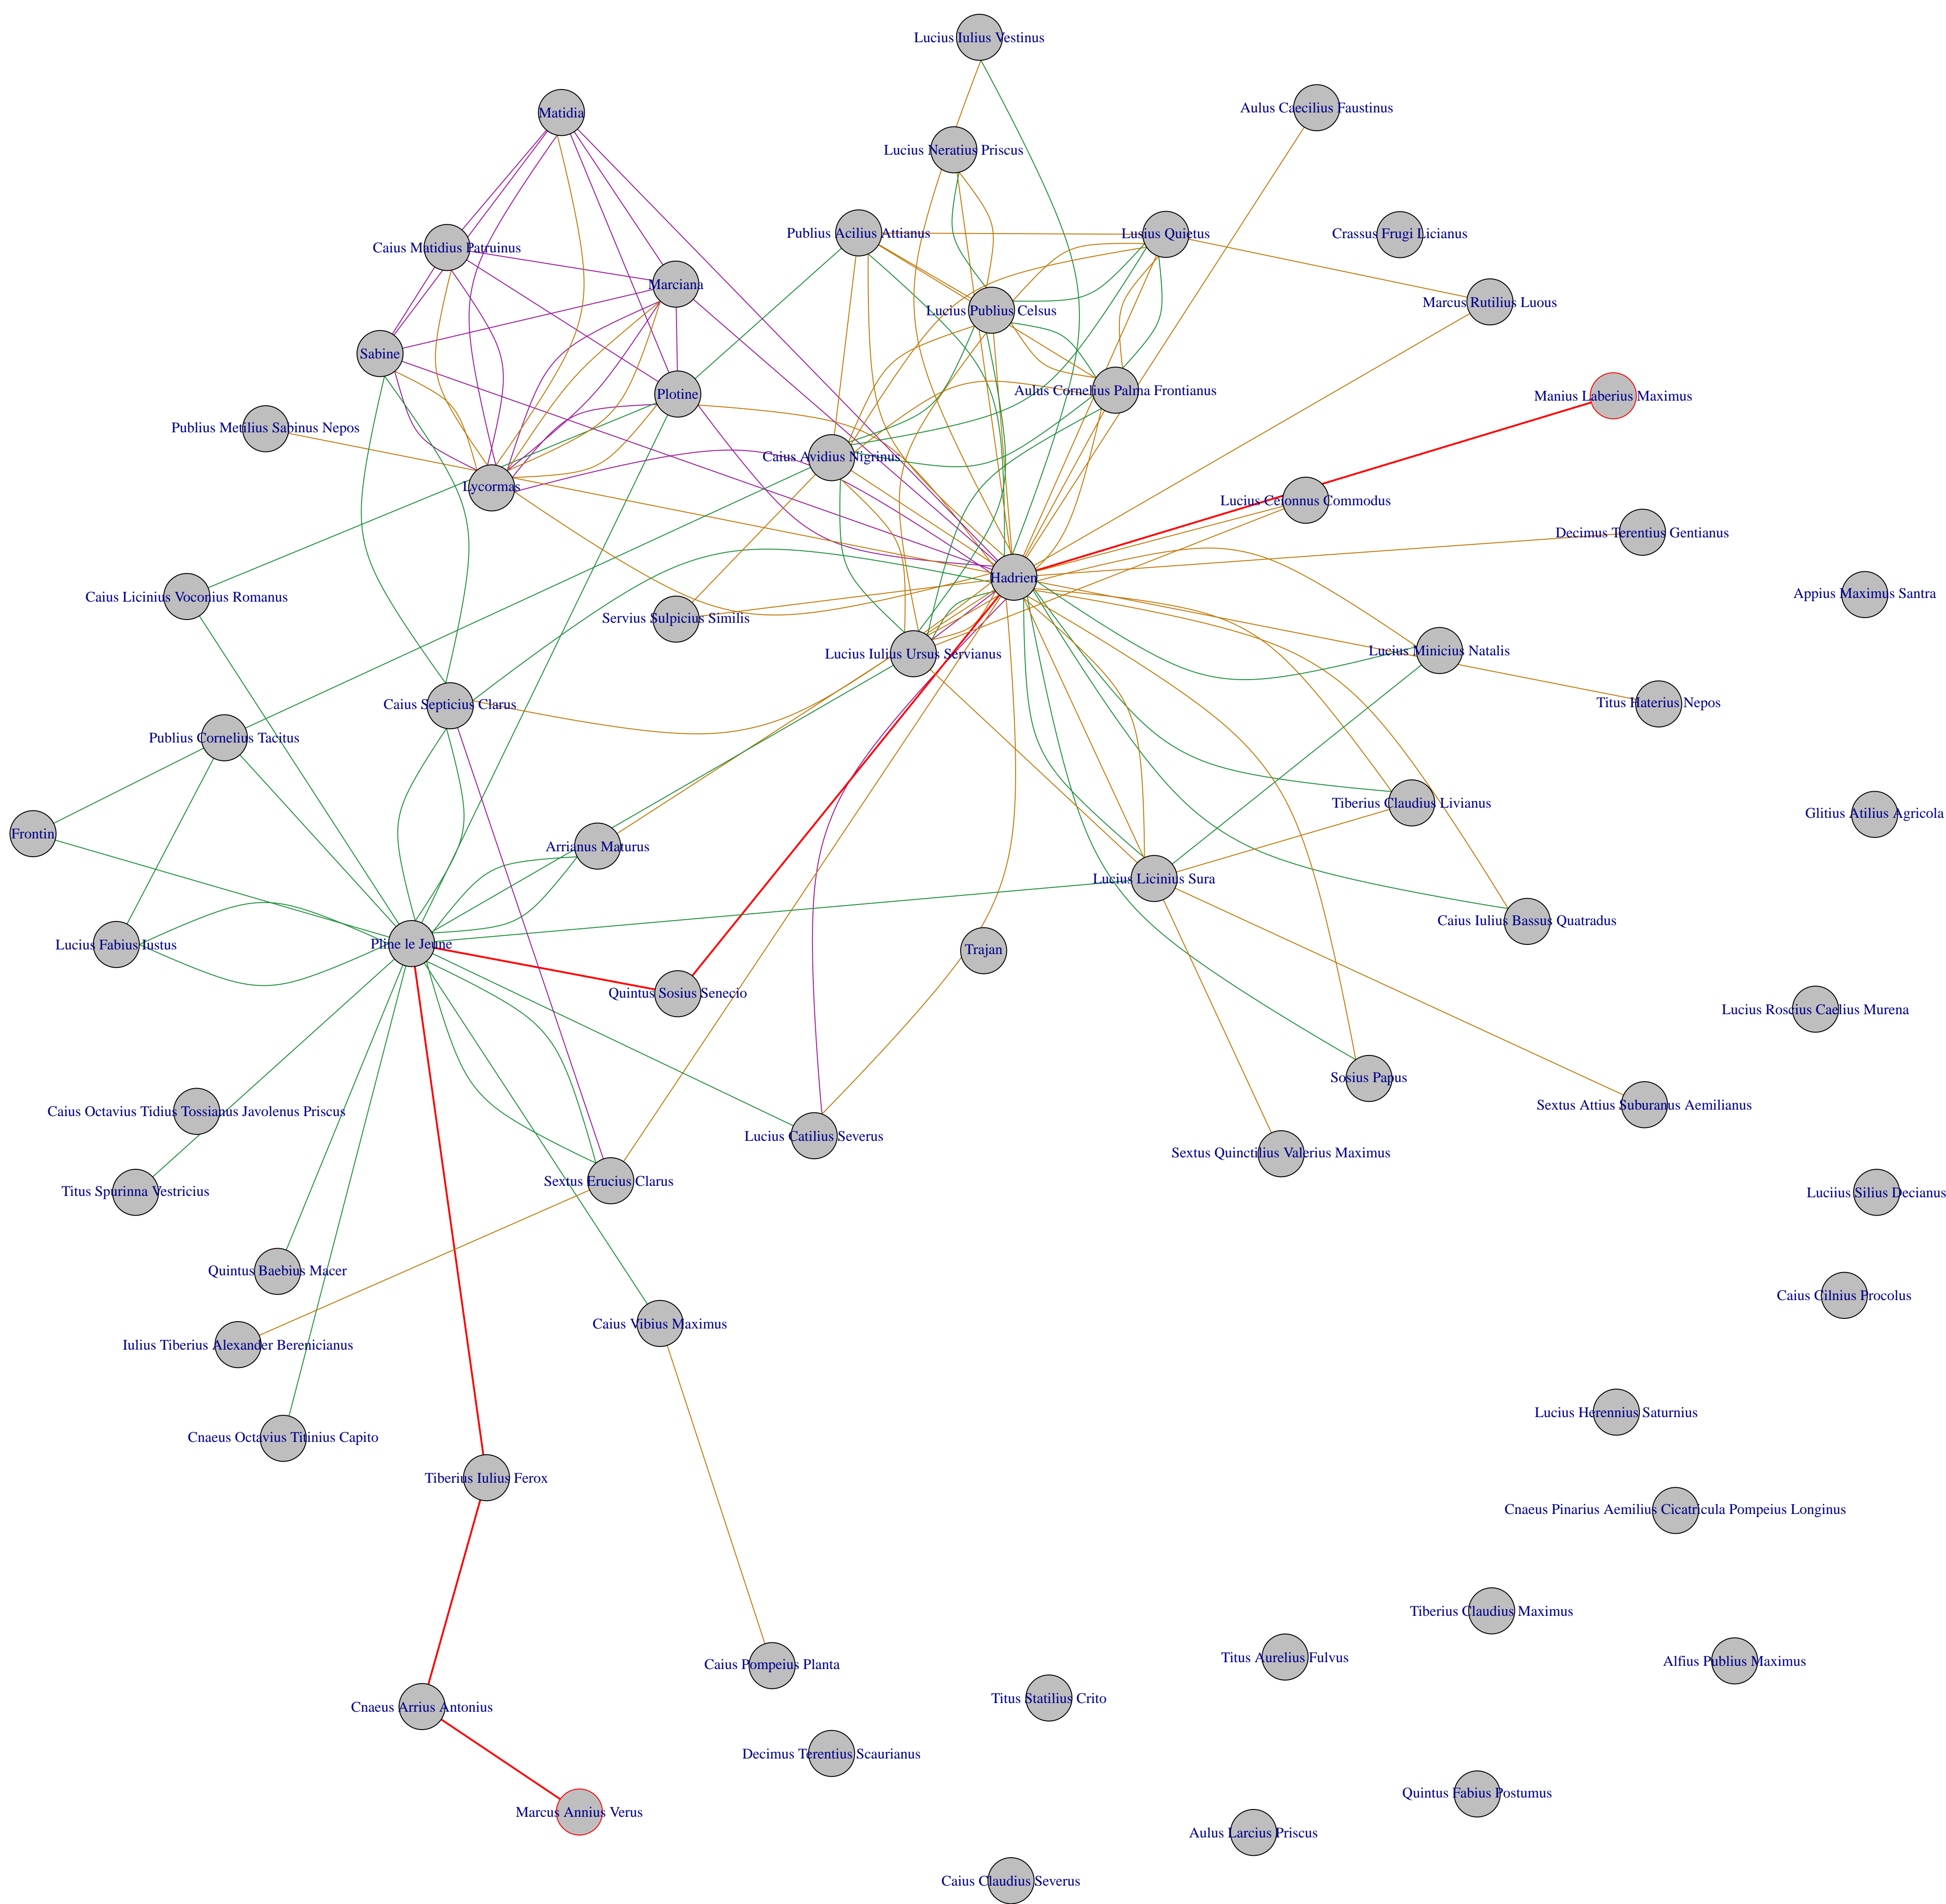 Lucius Iulius Vestinus
Aulus Caecilius Faustinus
Matidia
Lucius Neratius Priscus
Publius Acilius Attianus
Lusius Quietus
Crassus Frugi Licianus
Caius Matidius Patruinus
Marciana
Marcus Rutilius Luous
Lucius Publius Celsus
Sabine
Plotine
Aulus Cornelius Palma Frontianus
Manius Laberius Maximus
Publius Metilius Sabinus Nepos
Caius Avidius Nigrinus
Lycormas
Lucius Ceionnus Commodus
Decimus Terentius Gentianus
Hadrien
Caius Licinius Voconius Romanus
Appius Maximus Santra
Servius Sulpicius Similis
Lucius Iulius Ursus Servianus
Lucius Minicius Natalis
Caius Septicius Clarus
Titus Haterius Nepos
Publius Cornelius Tacitus
Tiberius Claudius Livianus
Glitius Atilius Agricola
Frontin
Arrianus Maturus
Lucius Licinius Sura
Caius Iulius Bassus Quatradus
Lucius Fabius Iustus
Pline le Jeune
Trajan
Quintus Sosius Senecio
Lucius Roscius Caelius Murena
Sosius Papus
Sextus Attius Suburanus Aemilianus
Caius Octavius Tidius Tossianus Javolenus Priscus
Lucius Catilius Severus
Sextus Quinctilius Valerius Maximus
Sextus Erucius Clarus
Titus Spurinna Vestricius
Luciius Silius Decianus
Quintus Baebius Macer
Caius Cilnius Procolus
Caius Vibius Maximus
Iulius Tiberius Alexander Berenicianus
Lucius Herennius Saturnius
Cnaeus Octavius Titinius Capito
Tiberius Iulius Ferox
Cnaeus Pinarius Aemilius Cicatricula Pompeius Longinus
Tiberius Claudius Maximus
Titus Aurelius Fulvus
Alfius Publius Maximus
Caius Pompeius Planta
Titus Statilius Crito
Cnaeus Arrius Antonius
Decimus Terentius Scaurianus
Quintus Fabius Postumus
Marcus Annius Verus
Aulus Larcius Priscus
Caius Claudius Severus